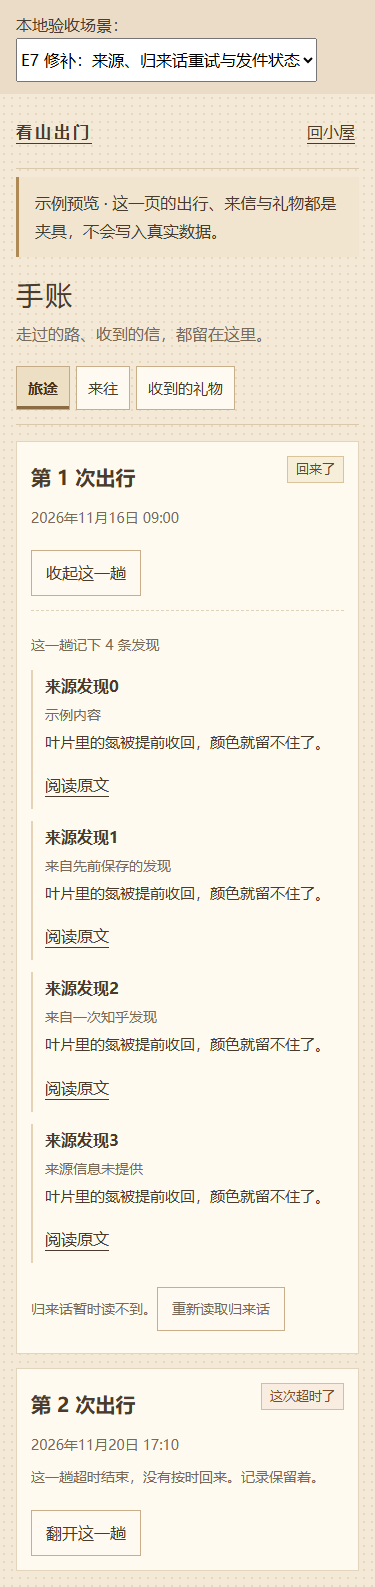 本地验收场景：
E7 修补：来源、归来话重试与发件状态
看山出门
回小屋
示例预览 · 这一页的出行、来信与礼物都是
夹具，不会写入真实数据。
手账
走过的路、收到的信，都留在这里。
旅途
来往
收到的礼物
第 1 次出行
回来了
2026年11月16日 09:00
收起这一趟
这一趟记下 4 条发现
来源发现0
示例内容
叶片里的氮被提前收回，颜色就留不住了。
阅读原文
来源发现1
来自先前保存的发现
叶片里的氮被提前收回，颜色就留不住了。
阅读原文
来源发现2
来自一次知乎发现
叶片里的氮被提前收回，颜色就留不住了。
阅读原文
来源发现3
来源信息未提供
叶片里的氮被提前收回，颜色就留不住了。
阅读原文
归来话暂时读不到。
重新读取归来话
第 2 次出行
这次超时了
2026年11月20日 17:10
这一趟超时结束，没有按时回来。记录保留着。
翻开这一趟